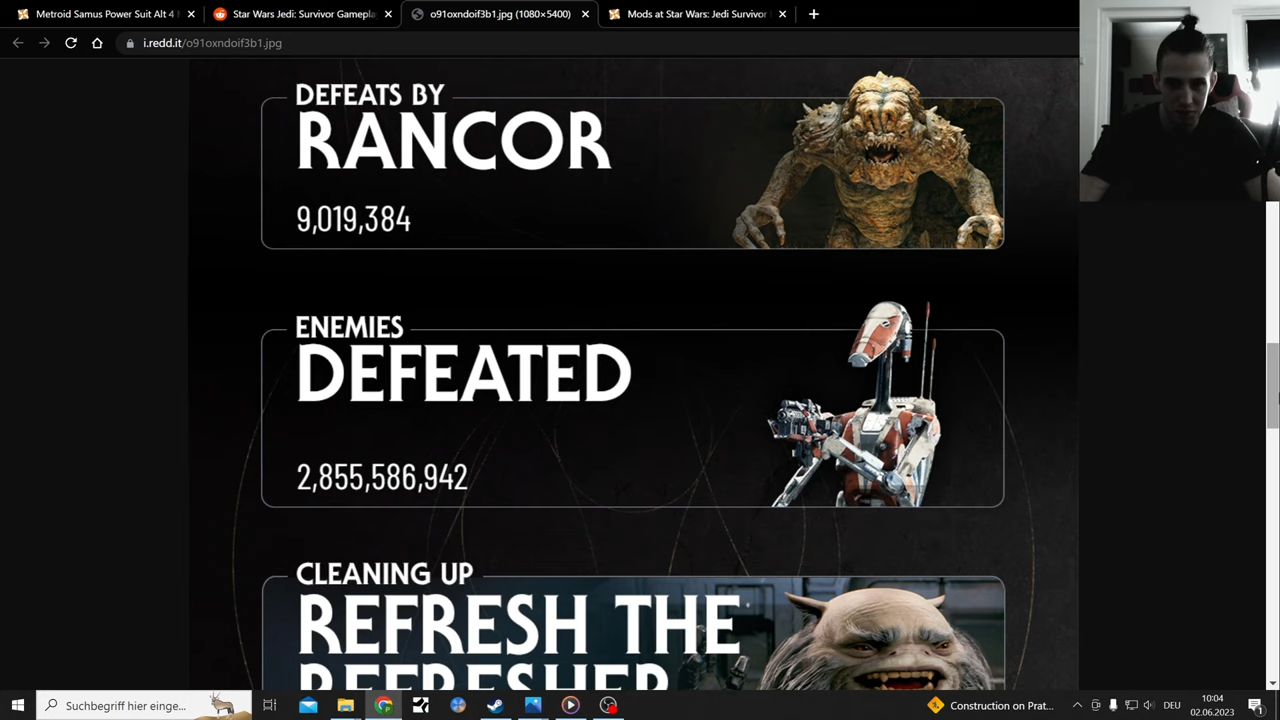 Metroid Samus Power Suit Alt 4
Star Wars Jedi: Survivor Gamepla
o91oxndoif3b1.jpg (1080×5400)
Mods at Star Wars: Jedi Survivor
i.redd.it/o91oxndoif3b1.jpg
DEFEATS BY
RANCOR
9,019,384
ENEMIES
DEFEATED
2,855,586,942
CLEANING UP
REFRESH THE
REFRESHER
Suchbegriff hier einge...
Construction on Prat...
DEU
10:04
02.06.2023
1